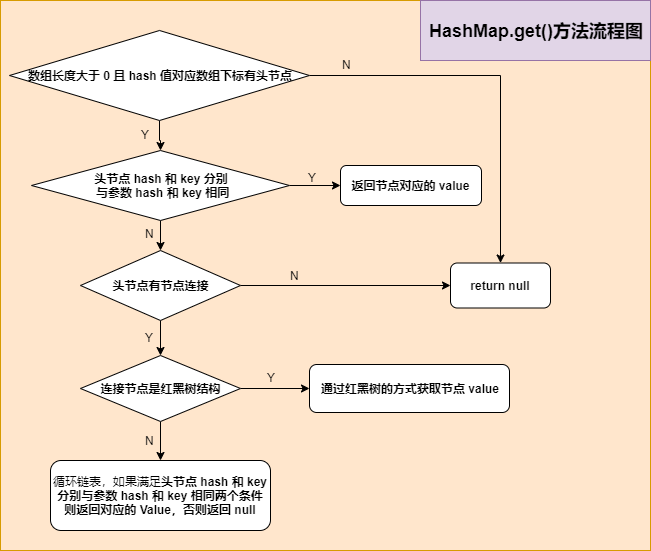 HashMap.get()方法流程图
数组长度大于 0 且 hash 值对应数组下标有头节点
N
Y
头节点 hash 和 key 分别
与参数 hash 和 key 相同
Y
返回节点对应的 value
N
头节点有节点连接
N
return null
Y
连接节点是红黑树结构
Y
通过红黑树的方式获取节点 value
N
循环链表，如果满足头节点 hash 和 key
分别与参数 hash 和 key 相同两个条件
则返回对应的 Value，否则返回 null